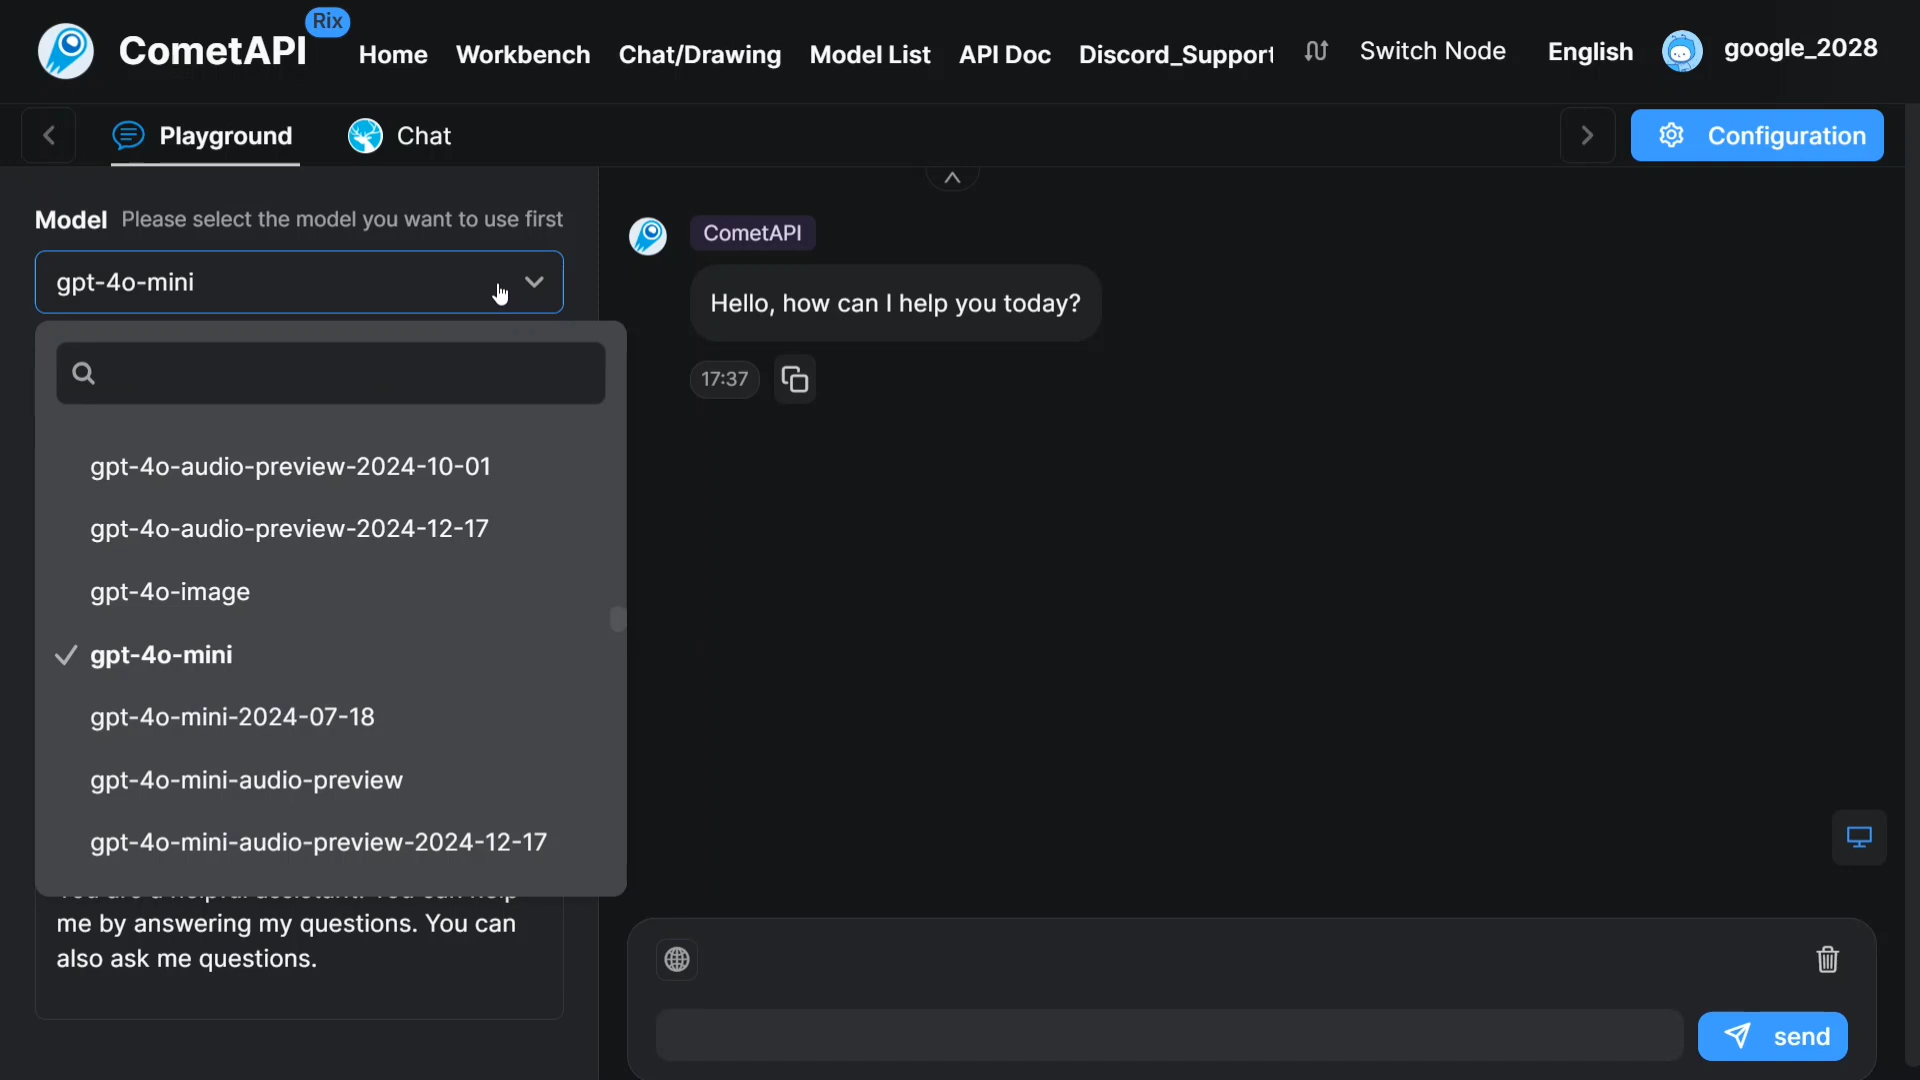 CometAPI
Rix
Home
Workbench
Chat/Drawing
Model List
API Doc
Discord_Support
Switch Node
English
google_2028
Playground
Chat
Configuration
Model Please select the model you want to use first
gpt-4o-mini
gpt-4o-audio-preview-2024-10-01
gpt-4o-audio-preview-2024-12-17
gpt-4o-image
gpt-4o-mini
gpt-4o-mini-2024-07-18
gpt-4o-mini-audio-preview
gpt-4o-mini-audio-preview-2024-12-17
me by answering my questions. You can
also ask me questions.
CometAPI
Hello, how can I help you today?
17:37
send